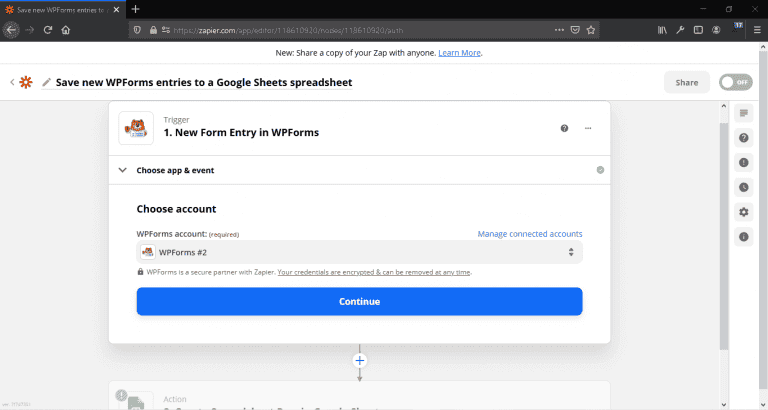 Save new WPForms entries to a
https://zapier.com/app/editor/118610920/nodes/118610920/auth
17
New: Share a copy of your Zap with anyone. Learn More.
Save new WPForms entries to a Google Sheets spreadsheet
Share
OFF
Trigger
1. New Form Entry in WPForms
Choose app & event
Choose account
WPForms account: (required)
Manage connected accounts
WPForms #2
WPForms is a secure partner with Zapier. Your credentials are encrypted & can be removed at any time.
Continue
Action